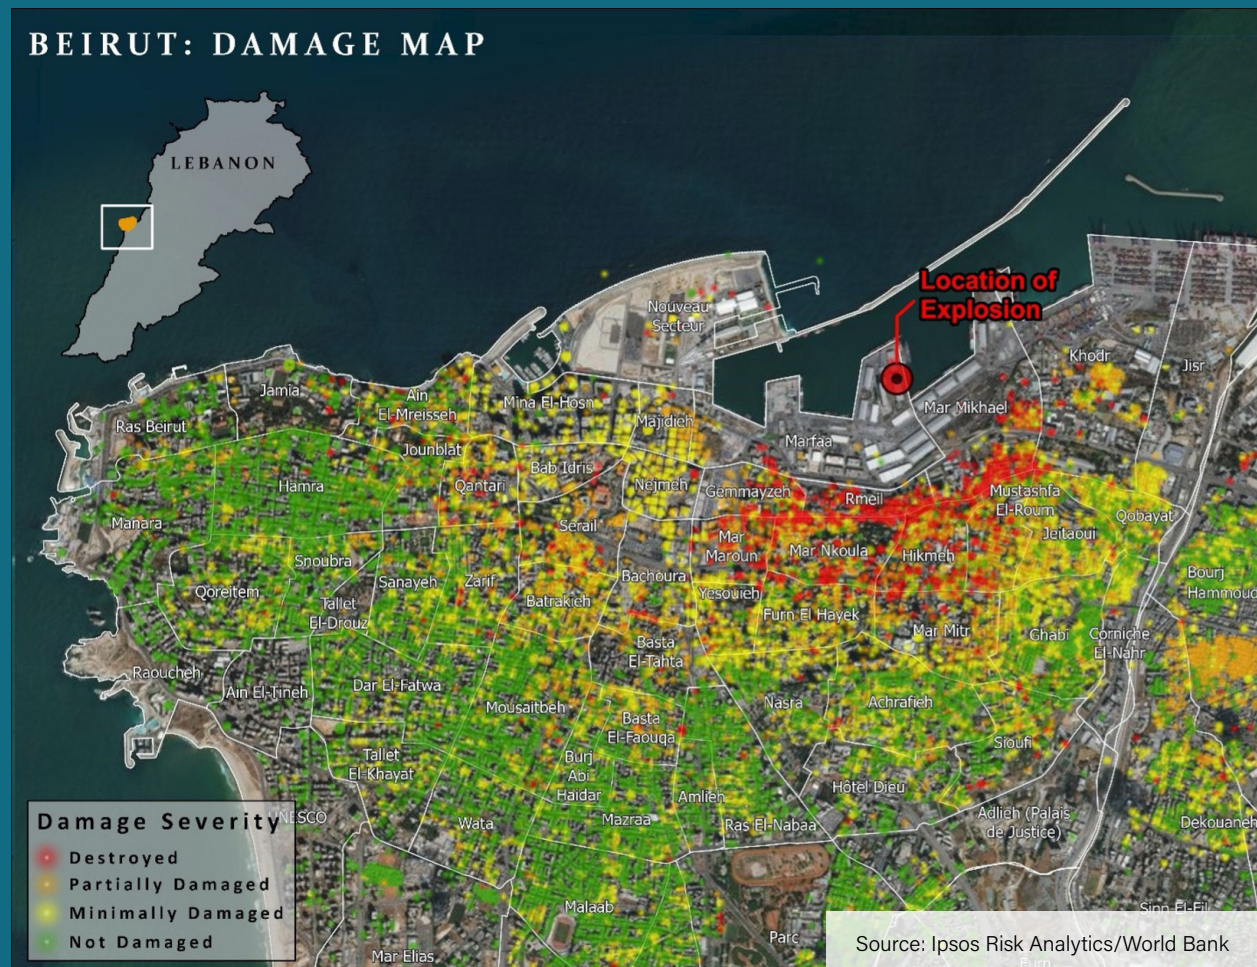 BEIRUT: DAMAGE MAP
LEBANON
Location of
Explosion
Nouveau
Secteur
Khodr
Jisr
Jamia
Ain
El-Mreisseh
Mina El-Hosn
Majidieh
Mar Mikhael
Ras Beirut
Marfaa
Jounblat
Hamra
Qantari
Bab Idris
Nejmeh
Gemmayzeh
Rmeil
Mustashfa
El-Roum
Qobayat
Manara
Serail
Mar
Maroun
Mar Nkoula
Hikmeh
Jeitaoui
Snoubra
Sanayeh
Zarif
Bachoura
Yesouieh
Bourj
Hammoud
Qoreitem
Tallet
El-Drouz
Batrakieh
Furn El Hayek
Mar Mitr
Ghabi
Corniche
El-Nahr
Basta
El-Tahta
Raoucheh
Ain El-Tineh
Dar El-Fatwa
Mousaitbeh
Nasra
Achrafieh
Basta
El-Faouqa
Sioufi
Tallet
El-Khayat
Burj
Abi
Haidar
Amlieh
Hôtel Dieu
UNESCO
Wata
Mazraa
Ras El-Nabaa
Adlieh (Palais
de Justice)
Dekouaneh
Malaab
Parc
Sinn El-Fil
Mar Elias
Furn
Damage Severity
Destroyed
Partially Damaged
Minimally Damaged
Not Damaged
Source: Ipsos Risk Analytics/World Bank